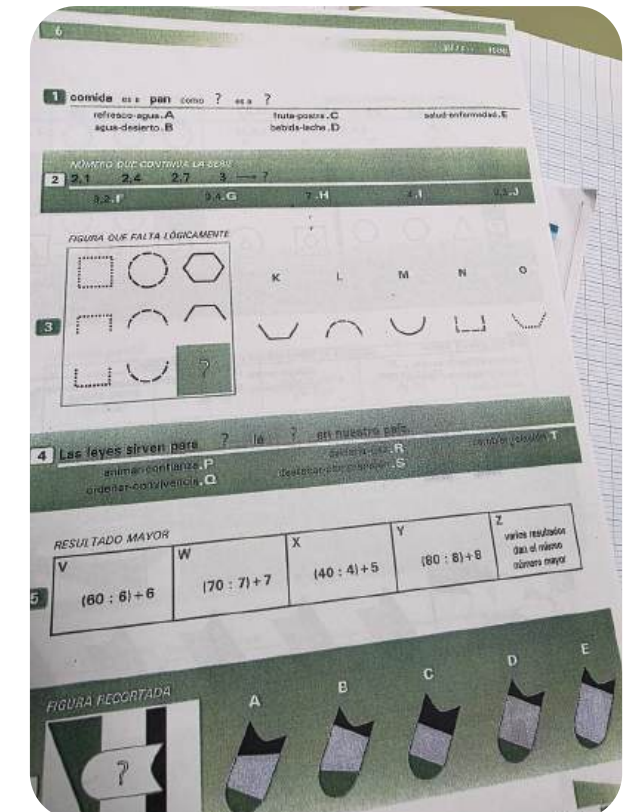 6
1 comida es a pan como ? es a ?
refresco-agua.A fruta-postre.C salud-enfermedad.E
agua-desierto.B bebida-leche.D
NÚMERO QUE CONTINÚA LA SERIE
2 2,1 2,4 2,7 3 → ?
3,2.F 3,4.G 7.H 4.I 3,3.J
FIGURA QUE FALTA LÓGICAMENTE
K L M N O
3
?
4 Las leyes sirven para ? la ? en nuestro país.
animar-confianza.P R T
ordenar-convivencia.Q S
RESULTADO MAYOR
V W X Y Z
5 (60 : 6)+6 (70 : 7)+7 (40 : 4)+5 (80 : 8)+8 varios resultados
dan el mismo
número mayor
FIGURA RECORTADA
A B C D E
?